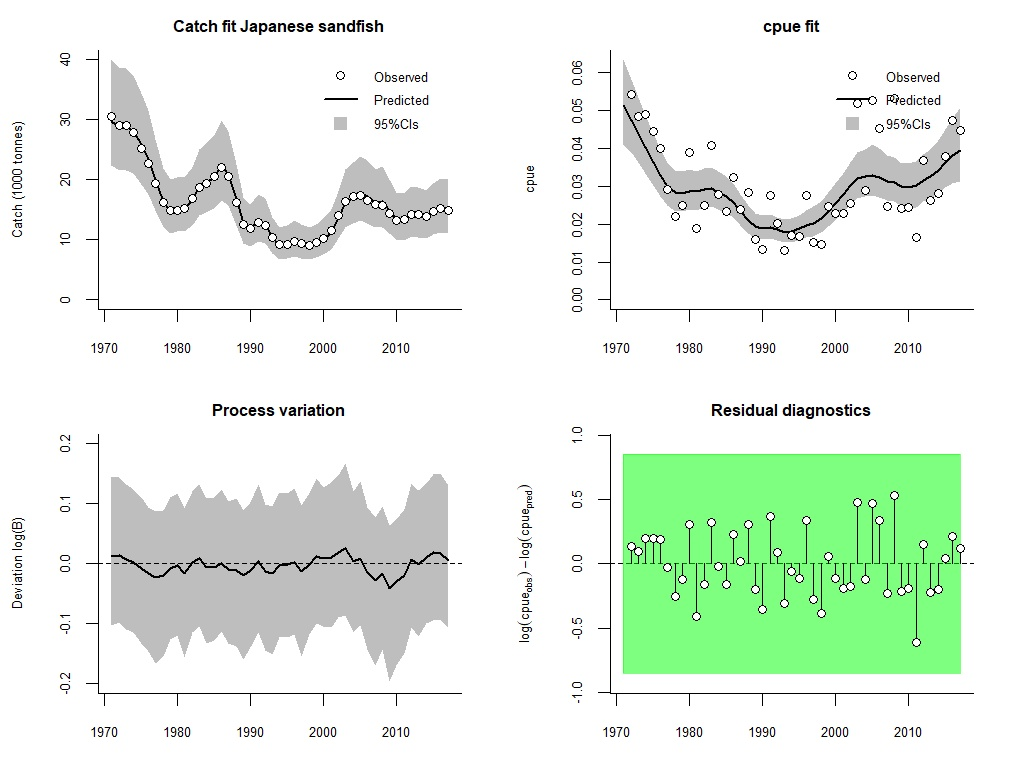 Catch fit Japanese sandfish
Catch (1000 tonnes)
40
30
20
10
0
Observed
Predicted
95%CIs
1970 1980 1990 2000 2010
cpue fit
cpue
0.06
0.05
0.04
0.03
0.02
0.01
0.00
Observed
Predicted
95%CIs
1970 1980 1990 2000 2010
Process variation
Deviation log(B)
0.2
0.1
0.0
-0.1
-0.2
1970 1980 1990 2000 2010
Residual diagnostics
log(cpueobs) − log(cpuepred)
1.0
0.5
0.0
-0.5
-1.0
1970 1980 1990 2000 2010